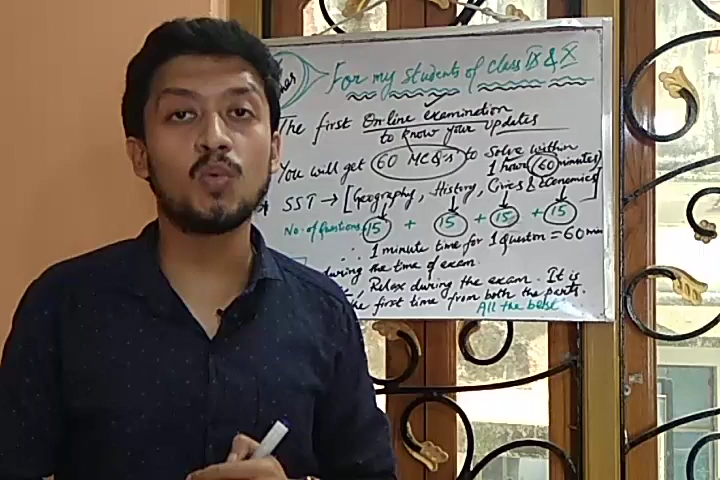 For my students of class IX & X
The first On-line examination
to know your updates
You will get 60 MCQ's to solve within
1 hour (60 minutes)
SST → [Geography, History, Civics & Economics]
No. of Questions 15 + 15 + 15 + 15
∴ 1 minute time for 1 question = 60 min
during the time of exam.
Relax during the exam. It is
the first time from both the parts.
All the best